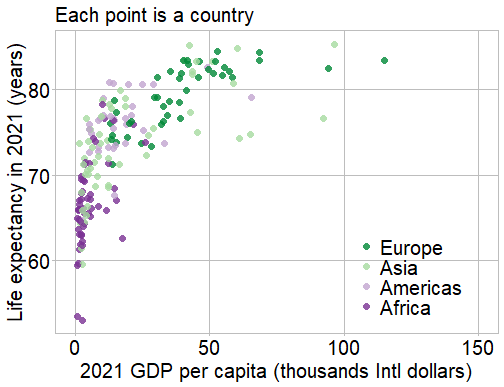 Each point is a country
Life expectancy in 2021 (years)
80
70
60
Europe
Asia
Americas
Africa
0
50
100
150
2021 GDP per capita (thousands Intl dollars)